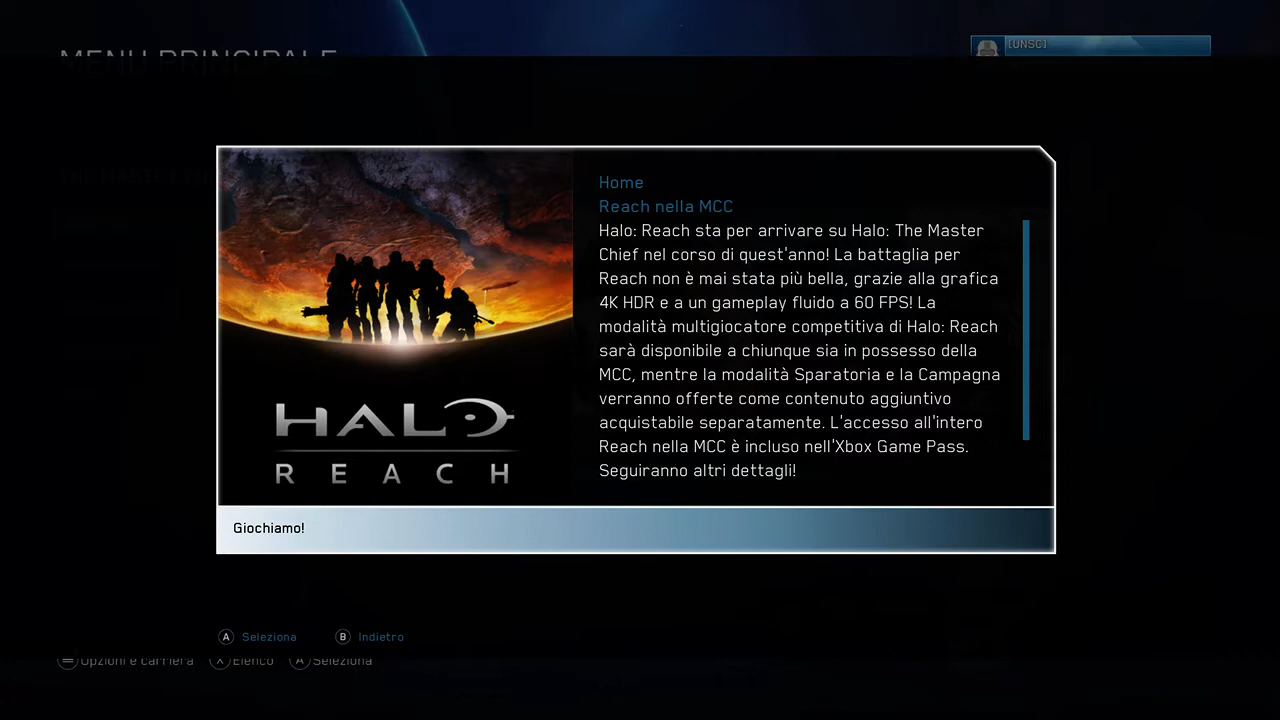 MENU PRINCIPALE
[UNSC]
Home
Reach nella MCC
Halo: Reach sta per arrivare su Halo: The Master
Chief nel corso di quest'anno! La battaglia per
Reach non è mai stata più bella, grazie alla grafica
4K HDR e a un gameplay fluido a 60 FPS! La
modalità multigiocatore competitiva di Halo: Reach
sarà disponibile a chiunque sia in possesso della
MCC, mentre la modalità Sparatoria e la Campagna
verranno offerte come contenuto aggiuntivo
acquistabile separatamente. L'accesso all'intero
Reach nella MCC è incluso nell'Xbox Game Pass.
Seguiranno altri dettagli!
HALO
REACH
Giochiamo!
A Seleziona B Indietro
Opzioni e carriera X Elenco A Seleziona